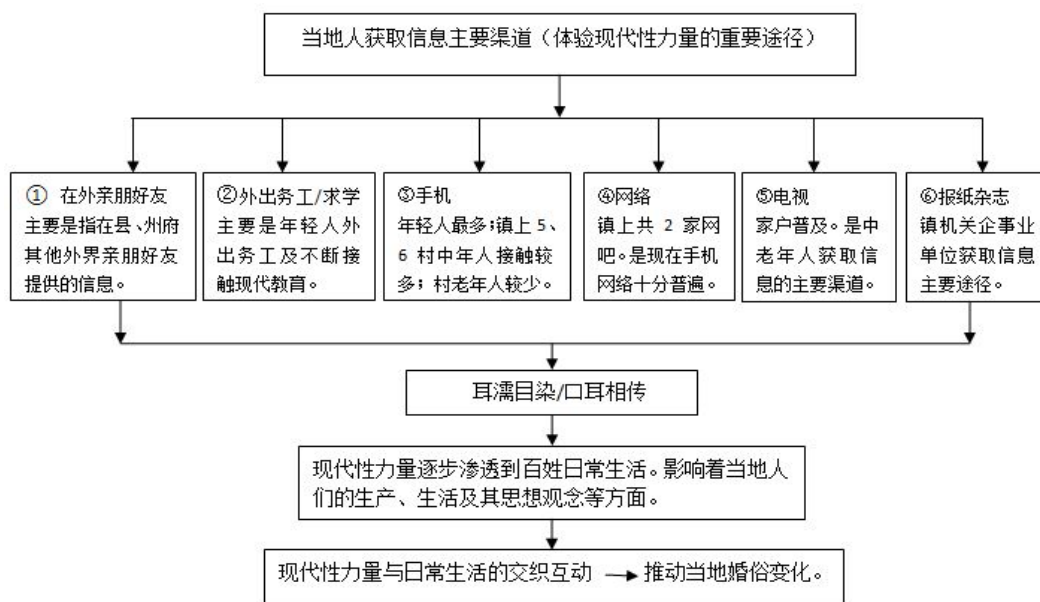 当地人获取信息主要渠道（体验现代性力量的重要途径）
① 在外亲朋好友
主要是指在县、州府
其他外界亲朋好友
提供的信息。
②外出务工/求学
主要是年轻人外
出务工及不断接
触现代教育。
③手机
年轻人最多；镇上5、
6村中年人接触较
多；村老年人较少。
④网络
镇上共2家网
吧。是现在手机
网络十分普遍。
⑤电视
家户普及。是中
老年人获取信
息的主要渠道。
⑥报纸杂志
镇机关企事业
单位获取信息
主要途径。
耳濡目染/口耳相传
现代性力量逐步渗透到百姓日常生活。影响着当地人
们的生产、生活及其思想观念等方面。
现代性力量与日常生活的交织互动 → 推动当地婚俗变化。